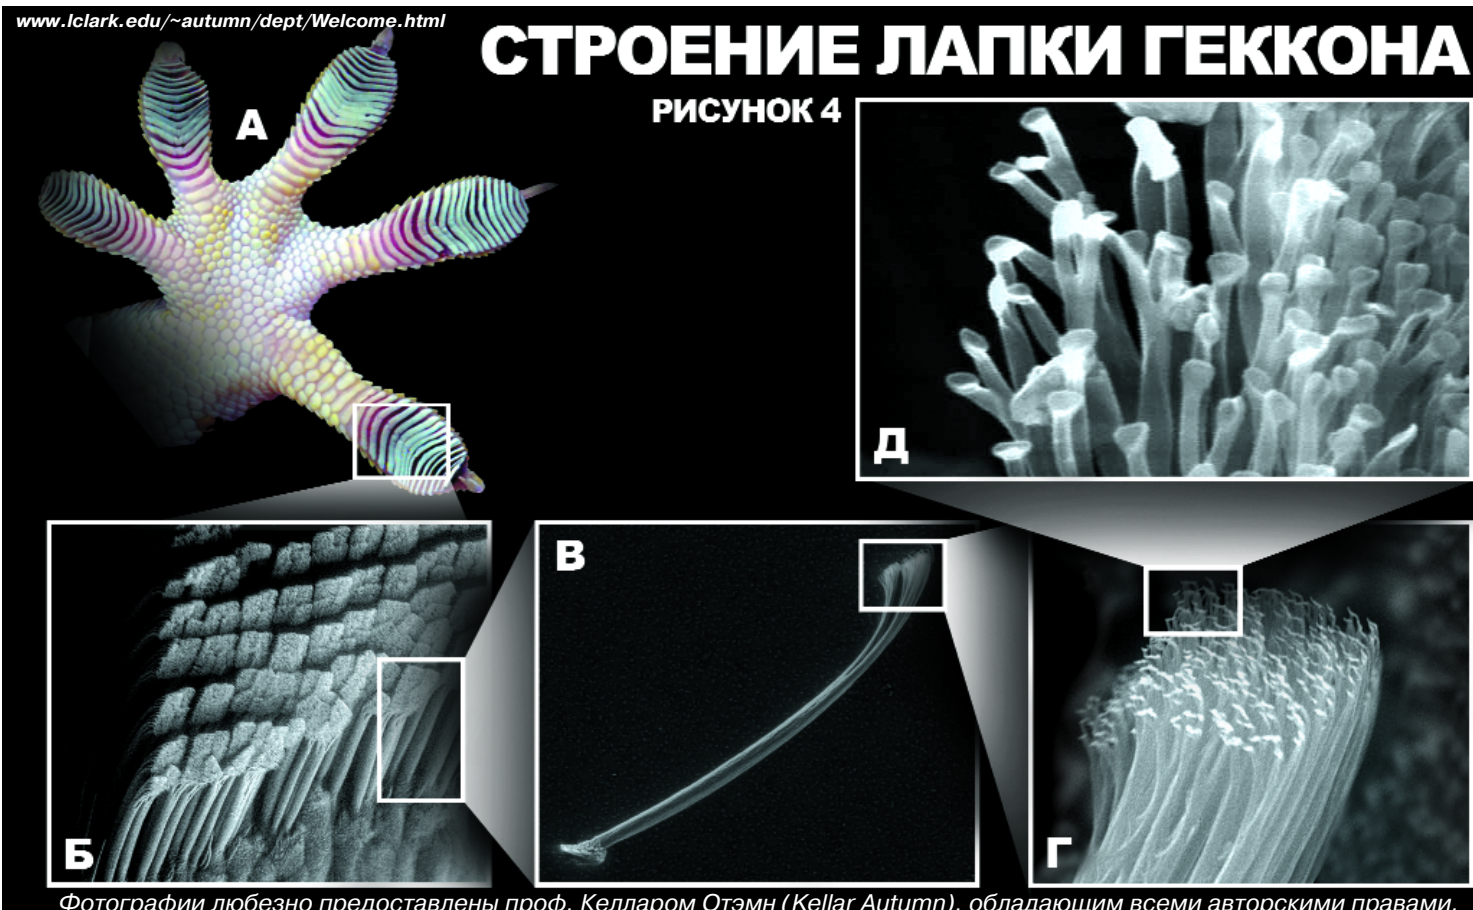 www.lclark.edu/~autumn/dept/Welcome.html
СТРОЕНИЕ ЛАПКИ ГЕККОНА
РИСУНОК 4
А
Д
Б
В
Г
Фотографии любезно предоставлены проф. Келларом Отэмн (Kellar Autumn), обладающим всеми авторскими правами.